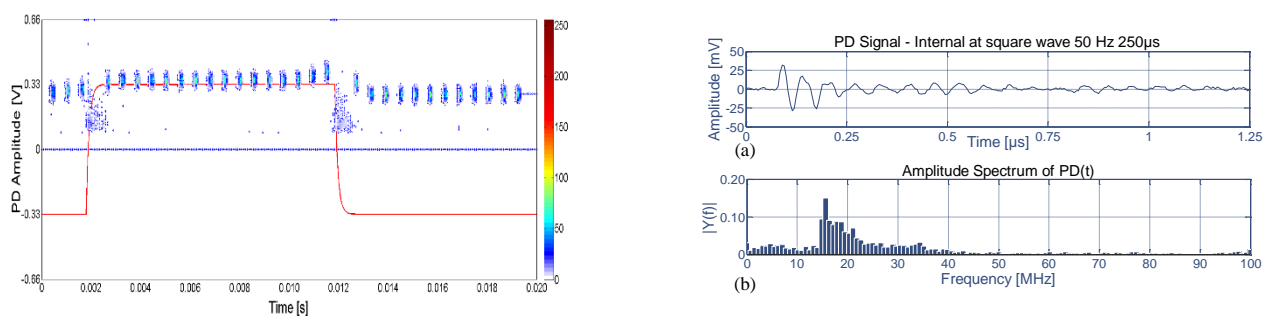 0.66
0.33
0
-0.33
-0.66
PD Amplitude [V]
0 0.002 0.004 0.006 0.008 0.010 0.012 0.014 0.016 0.018 0.020
Time [s]
250
200
150
100
50
0
PD Signal - Internal at square wave 50 Hz 250µs
50
25
0
-25
-50
Amplitude [mV]
0 0.25 0.5 0.75 1 1.25
Time [µs]
(a)
Amplitude Spectrum of PD(t)
0.20
0.10
0
|Y(f)|
0 10 20 30 40 50 60 70 80 90 100
Frequency [MHz]
(b)